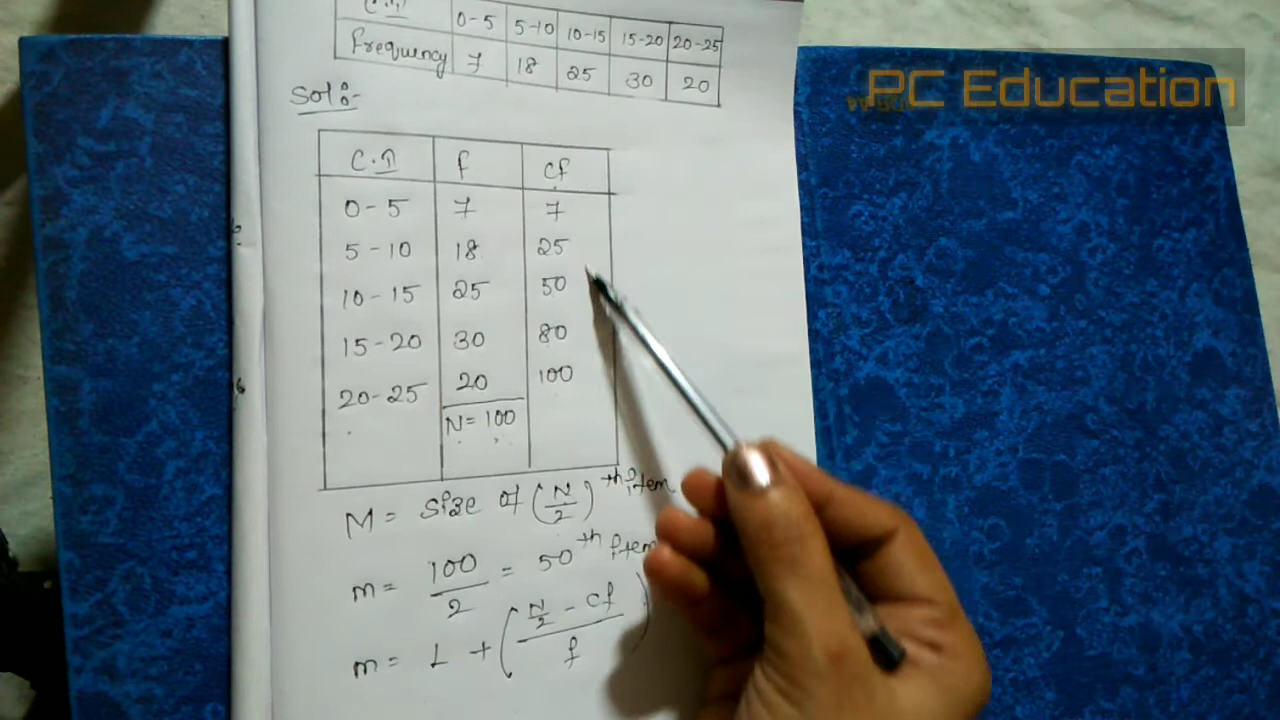 C.I 0-5 5-10 10-15 15-20 20-25
Frequency 7 18 25 30 20
PC Education
Sol:-
C.I f cf
0-5 7 7
5-10 18 25
10-15 25 50
15-20 30 80
20-25 20 100
N= 100
M= Size of (N/2)th item
m= 100/2 = 50th item
m= L + (N/2 - cf / f)